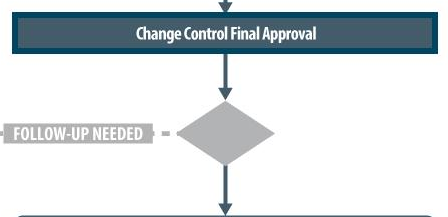 Change Control Final Approval
FOLLOW-UP NEEDED